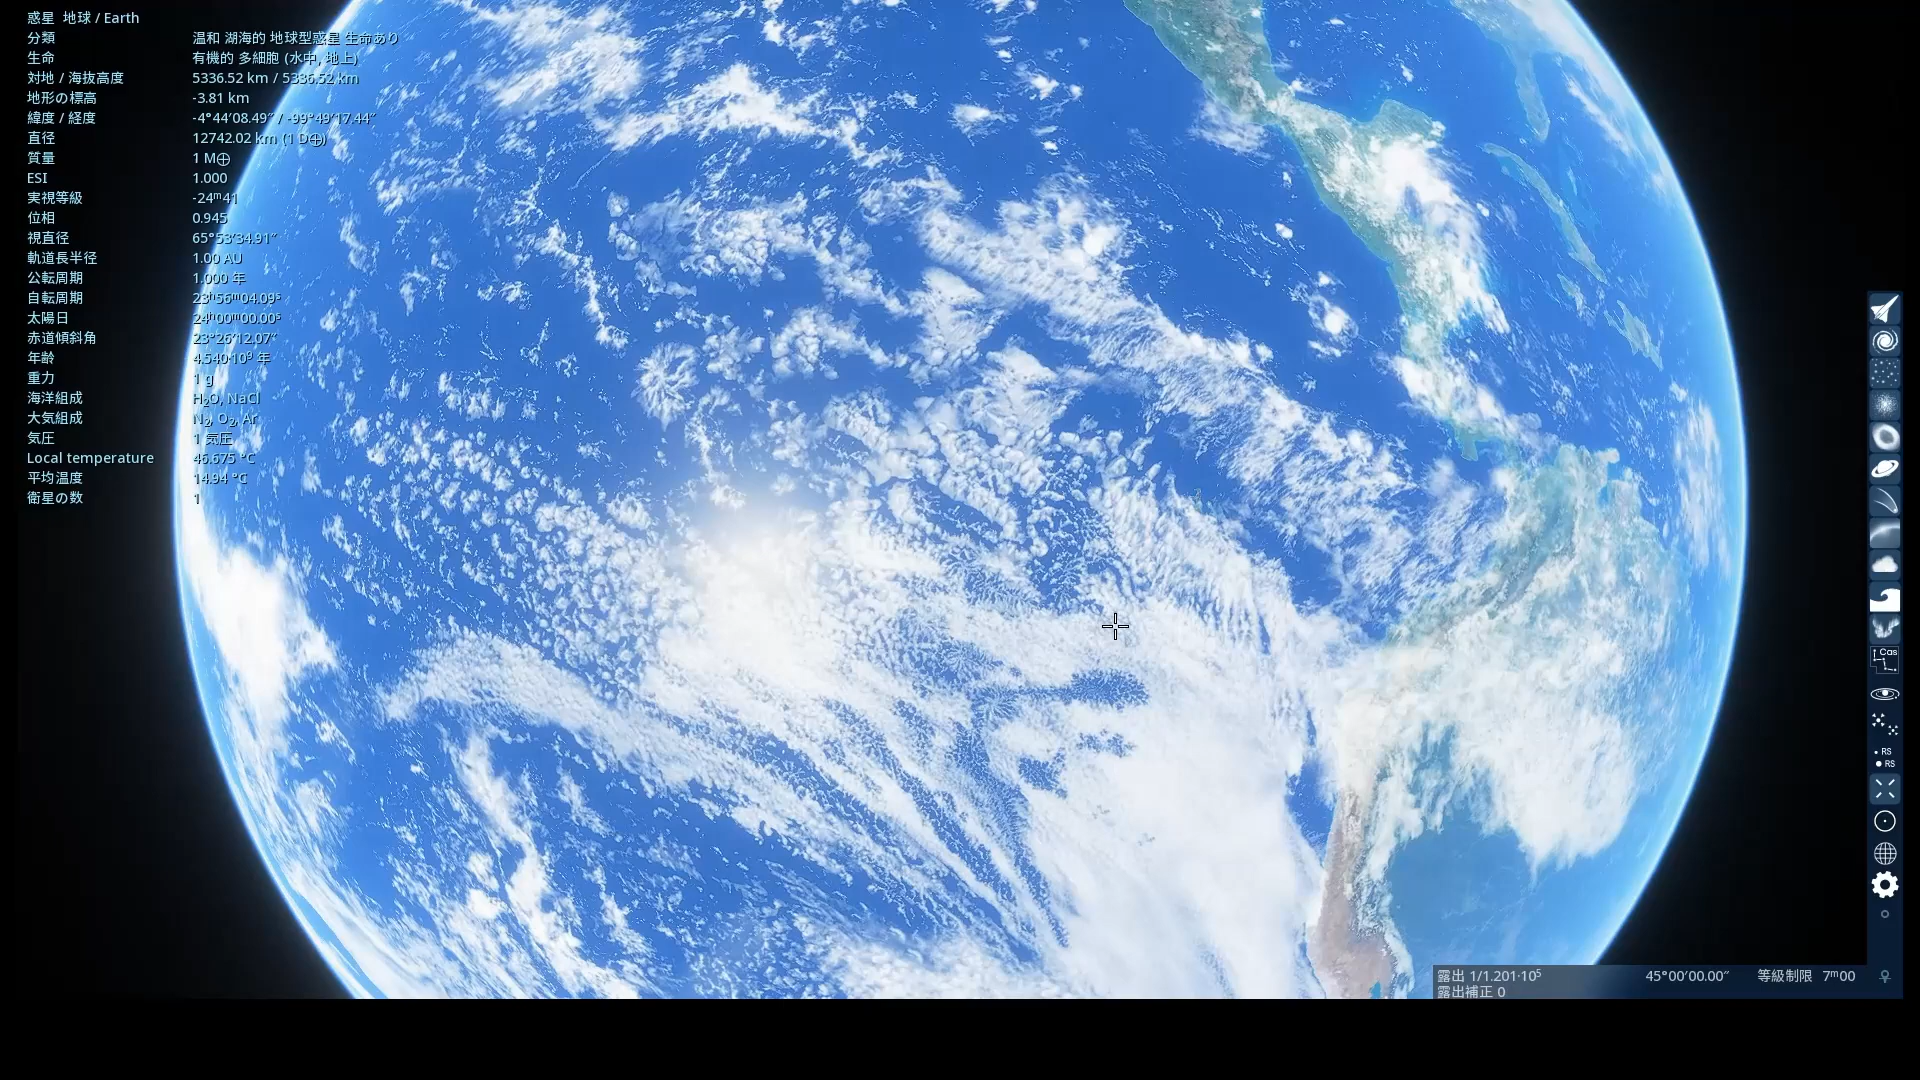 惑星 地球 / Earth
分類 温和 湖海的 地球型惑星 生命あり
生命 有機的 多細胞 (水中, 地上)
対地 / 海抜高度 5336.52 km / 5336.52 km
地形の標高 -3.81 km
緯度 / 経度 -4°44′08.49″ / -99°49′17.44″
直径 12742.02 km (1 D⊕)
質量 1 M⊕
ESI 1.000
実視等級 -24ᵐ41
位相 0.945
視直径 65°53′34.91″
軌道長半径 1.00 AU
公転周期 1.000 年
自転周期 23ʰ56ᵐ04.09ˢ
太陽日 24ʰ00ᵐ00.00ˢ
赤道傾斜角 23°26′12.07″
年齢 4.540·10⁹ 年
重力 1 g
海洋組成 H₂O, NaCl
大気組成 N₂, O₂, Ar
気圧 1 気圧
Local temperature 46.675 °C
平均温度 14.94 °C
衛星の数 1
Cas
RS
RS
露出 1/1.201·10⁵ 45°00′00.00″ 等級制限 7ᵐ00
露出補正 0